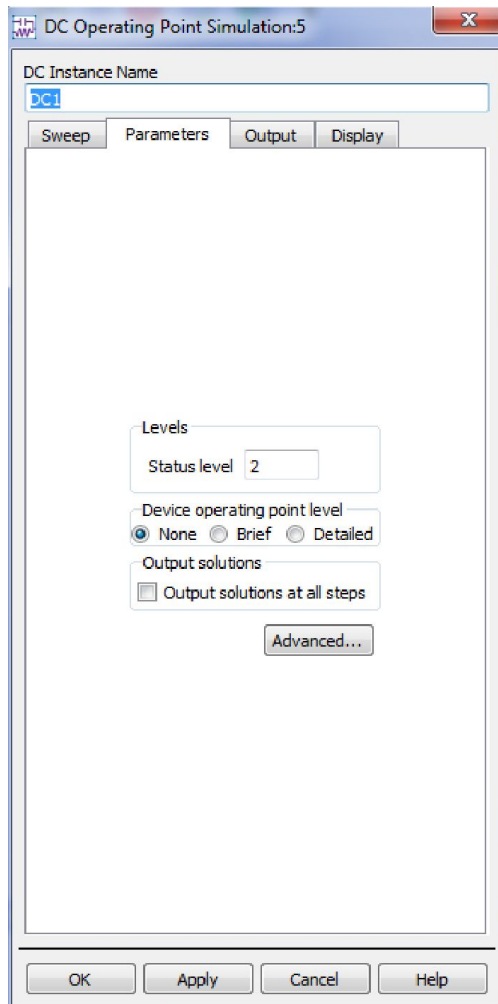 DC Operating Point Simulation:5
DC Instance Name
DC1
Sweep Parameters Output Display
Levels
Status level 2
Device operating point level
None Brief Detailed
Output solutions
Output solutions at all steps
Advanced...
OK Apply Cancel Help